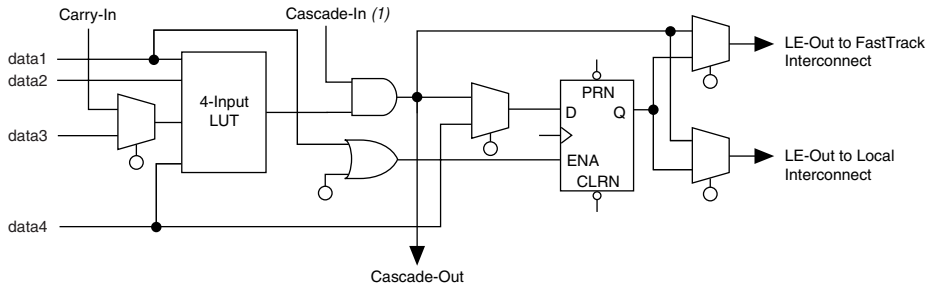 Carry-In
Cascade-In (1)
data1
data2
data3
data4
4-Input
LUT
PRN
D
Q
ENA
CLRN
LE-Out to FastTrack
Interconnect
LE-Out to Local
Interconnect
Cascade-Out